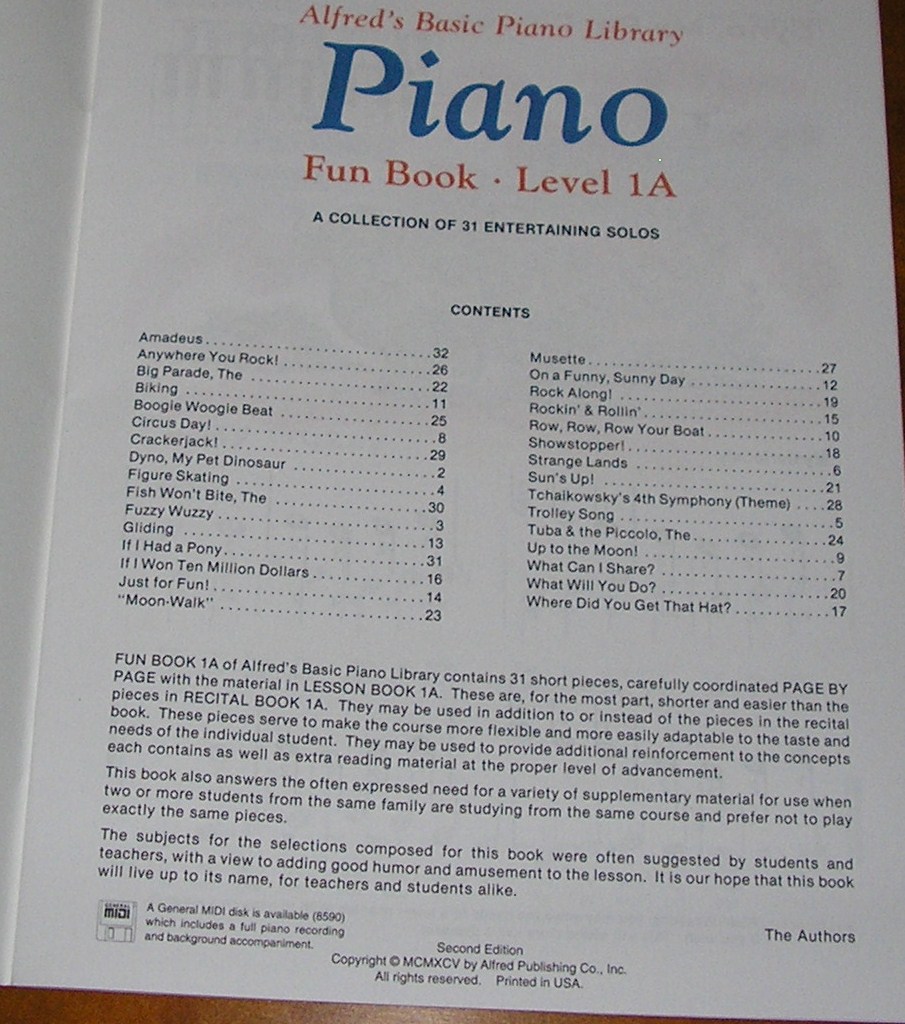 Alfred's Basic Piano Library
Piano
Fun Book · Level 1A
A COLLECTION OF 31 ENTERTAINING SOLOS
CONTENTS
Amadeus ........ 32
Anywhere You Rock! ........ 26
Big Parade, The ........ 22
Biking ........ 11
Boogie Woogie Beat ........ 25
Circus Day! ........ 8
Crackerjack! ........ 29
Dyno, My Pet Dinosaur ........ 2
Figure Skating ........ 4
Fish Won't Bite, The ........ 30
Fuzzy Wuzzy ........ 3
Gliding ........ 13
If I Had a Pony ........ 31
If I Won Ten Million Dollars ........ 16
Just for Fun! ........ 14
"Moon-Walk" ........ 23
Musette ........ 27
On a Funny, Sunny Day ........ 12
Rock Along! ........ 19
Rockin' & Rollin' ........ 15
Row, Row, Row Your Boat ........ 10
Showstopper! ........ 18
Strange Lands ........ 6
Sun's Up! ........ 21
Tchaikowsky's 4th Symphony (Theme) .... 28
Trolley Song ........ 5
Tuba & the Piccolo, The ........ 24
Up to the Moon! ........ 9
What Can I Share? ........ 7
What Will You Do? ........ 20
Where Did You Get That Hat? ........ 17
FUN BOOK 1A of Alfred's Basic Piano Library contains 31 short pieces, carefully coordinated PAGE BY
PAGE with the material in LESSON BOOK 1A. These are, for the most part, shorter and easier than the
pieces in RECITAL BOOK 1A. They may be used in addition to or instead of the pieces in the recital
book. These pieces serve to make the course more flexible and more easily adaptable to the taste and
needs of the individual student. They may be used to provide additional reinforcement to the concepts
each contains as well as extra reading material at the proper level of advancement.
This book also answers the often expressed need for a variety of supplementary material for use when
two or more students from the same family are studying from the same course and prefer not to play
exactly the same pieces.
The subjects for the selections composed for this book were often suggested by students and
teachers, with a view to adding good humor and amusement to the lesson. It is our hope that this book
will live up to its name, for teachers and students alike.
GENERAL
MIDI
A General MIDI disk is available (8590)
which includes a full piano recording
and background accompaniment.
The Authors
Second Edition
Copyright © MCMXCV by Alfred Publishing Co., Inc.
All rights reserved. Printed in USA.